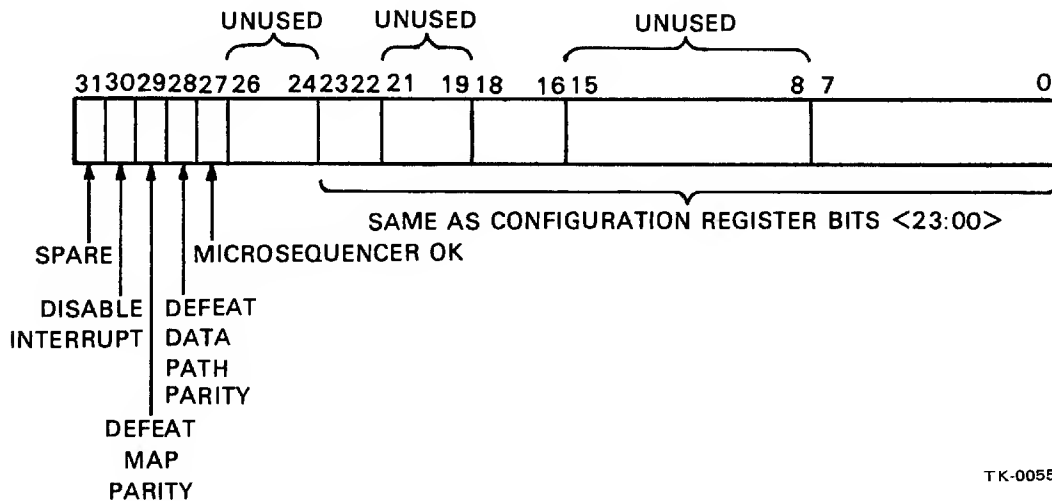 UNUSED UNUSED UNUSED
31 30 29 28 27 26 24 23 22 21 19 18 16 15 8 7 0
SAME AS CONFIGURATION REGISTER BITS <23:00>
SPARE MICROSEQUENCER OK
DISABLE DEFEAT
INTERRUPT DATA
PATH
PARITY
DEFEAT
MAP
PARITY
TK-0055